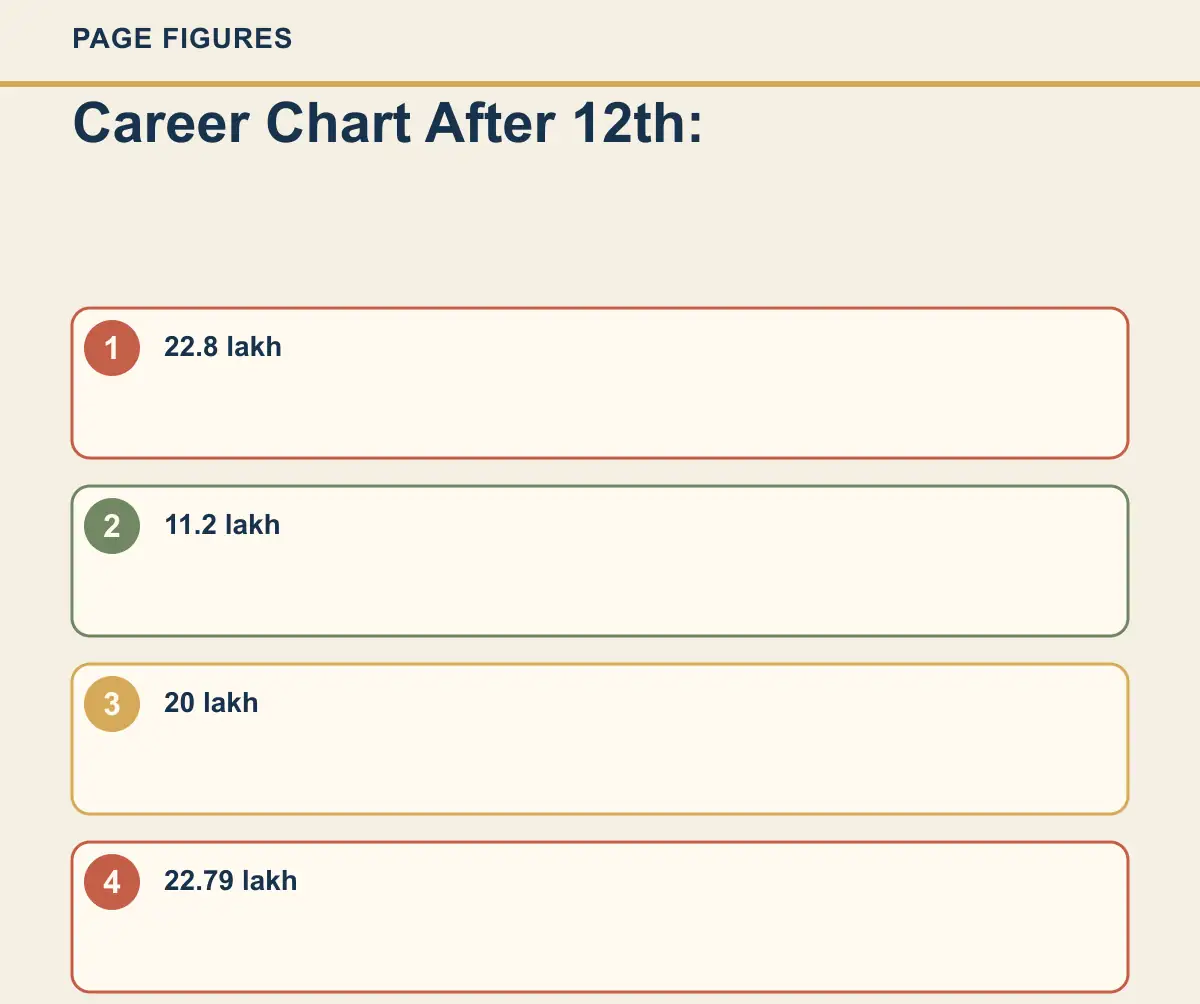 PAGE FIGURES
Career Chart After 12th:
1 22.8 lakh
2 11.2 lakh
3 20 lakh
4 22.79 lakh